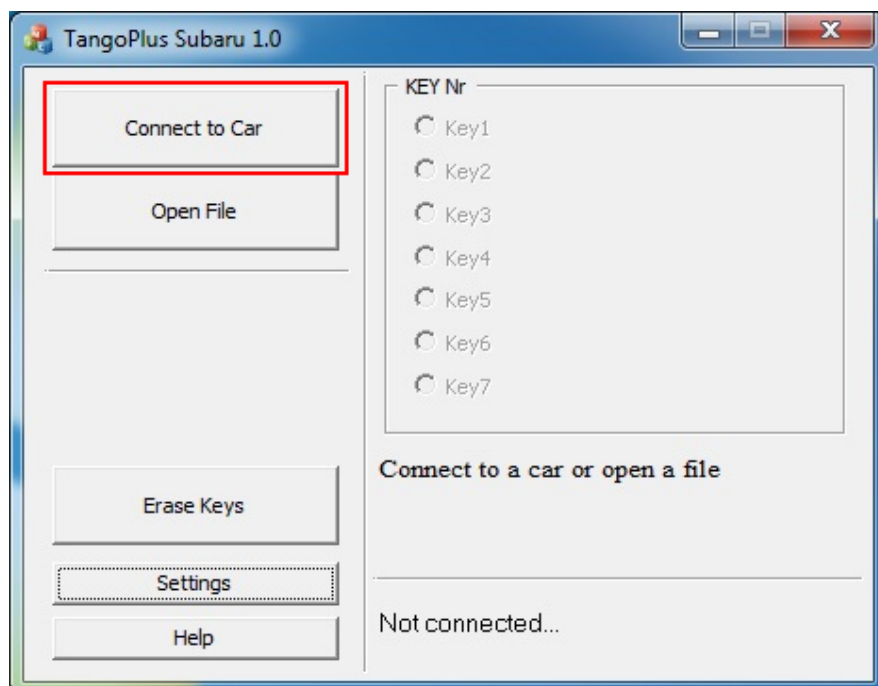 TangoPlus Subaru 1.0
Connect to Car
Open File
Erase Keys
Settings
Help
KEY Nr
Key1
Key2
Key3
Key4
Key5
Key6
Key7
Connect to a car or open a file
Not connected...